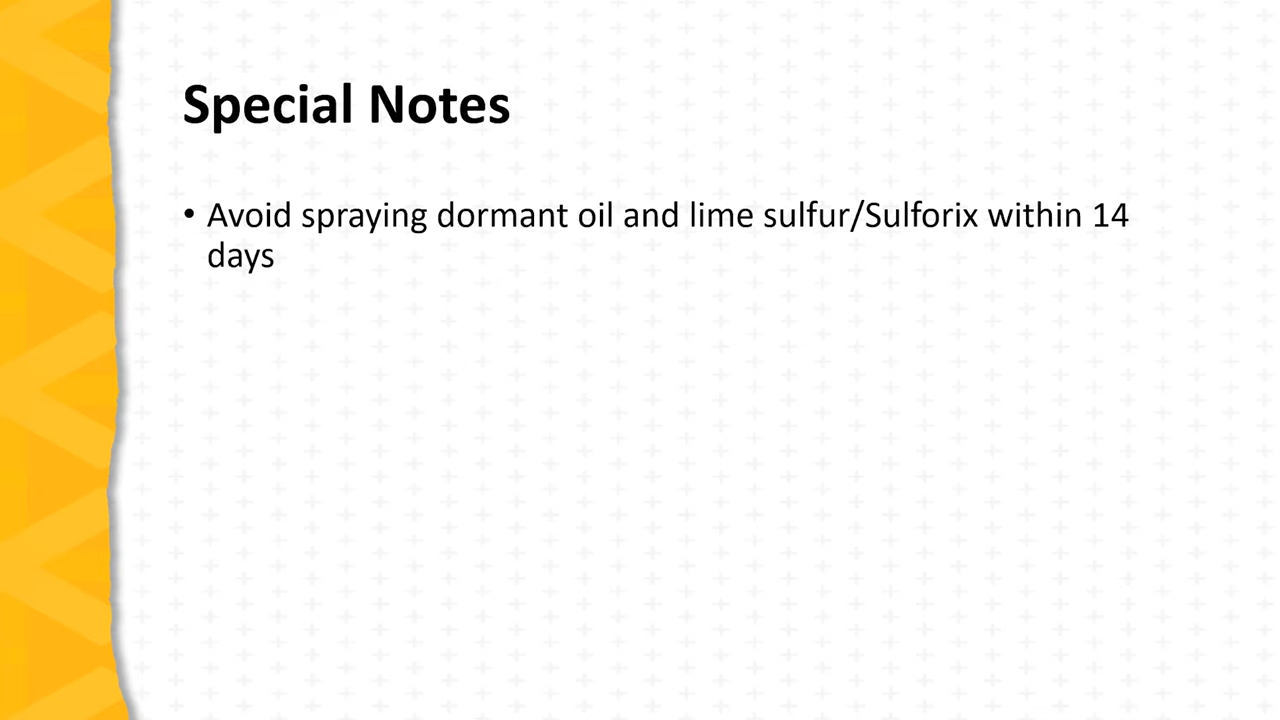 Special Notes
• Avoid spraying dormant oil and lime sulfur/Sulforix within 14
days